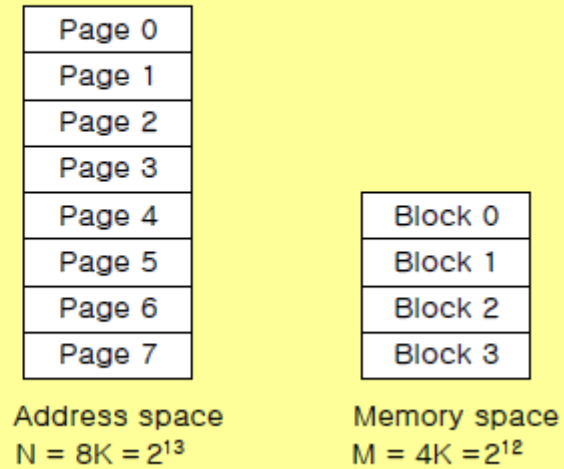 Page 0
Page 1
Page 2
Page 3
Page 4
Page 5
Page 6
Page 7
Address space
N = 8K = 2¹³
Block 0
Block 1
Block 2
Block 3
Memory space
M = 4K =2¹²